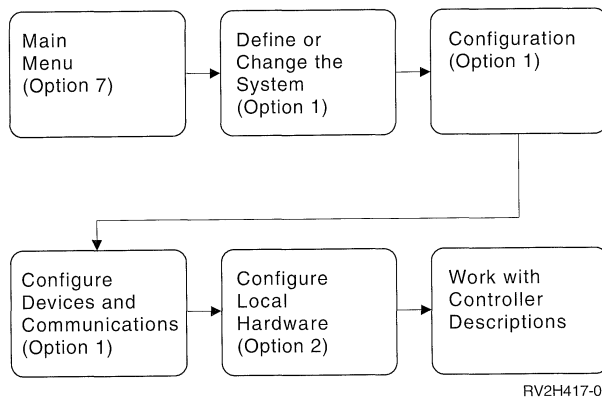 Main
Menu
(Option 7)
Define or
Change the
System
(Option 1)
Configuration
(Option 1)
Configure
Devices and
Communications
(Option 1)
Configure
Local
Hardware
(Option 2)
Work with
Controller
Descriptions
RV2H417-0